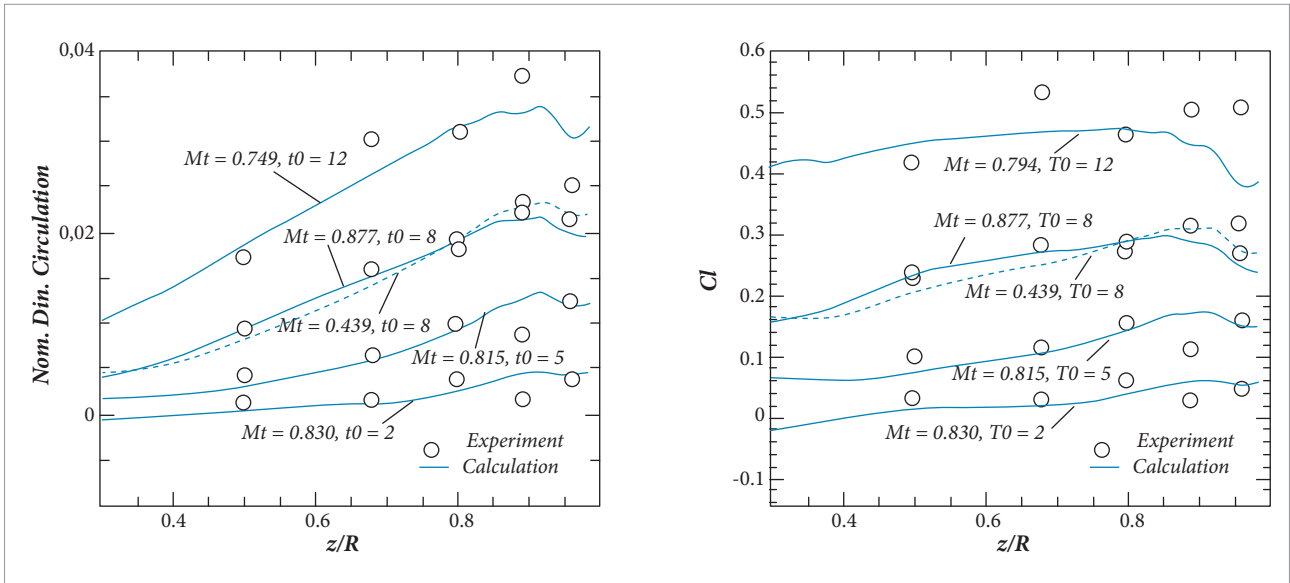 0,04
0,02
0
Nom. Din. Circulation
Mt = 0.749, t0 = 12
Mt = 0.877, t0 = 8
Mt = 0.439, t0 = 8
Mt = 0.815, t0 = 5
Mt = 0.830, t0 = 2
Experiment
Calculation
0.4
0.6
0.8
z/R
0.6
0.5
0.4
0.3
0.2
0.1
0
-0.1
Cl
Mt = 0.794, T0 = 12
Mt = 0.877, T0 = 8
Mt = 0.439, T0 = 8
Mt = 0.815, T0 = 5
Mt = 0.830, T0 = 2
Experiment
Calculation
0.4
0.6
0.8
z/R